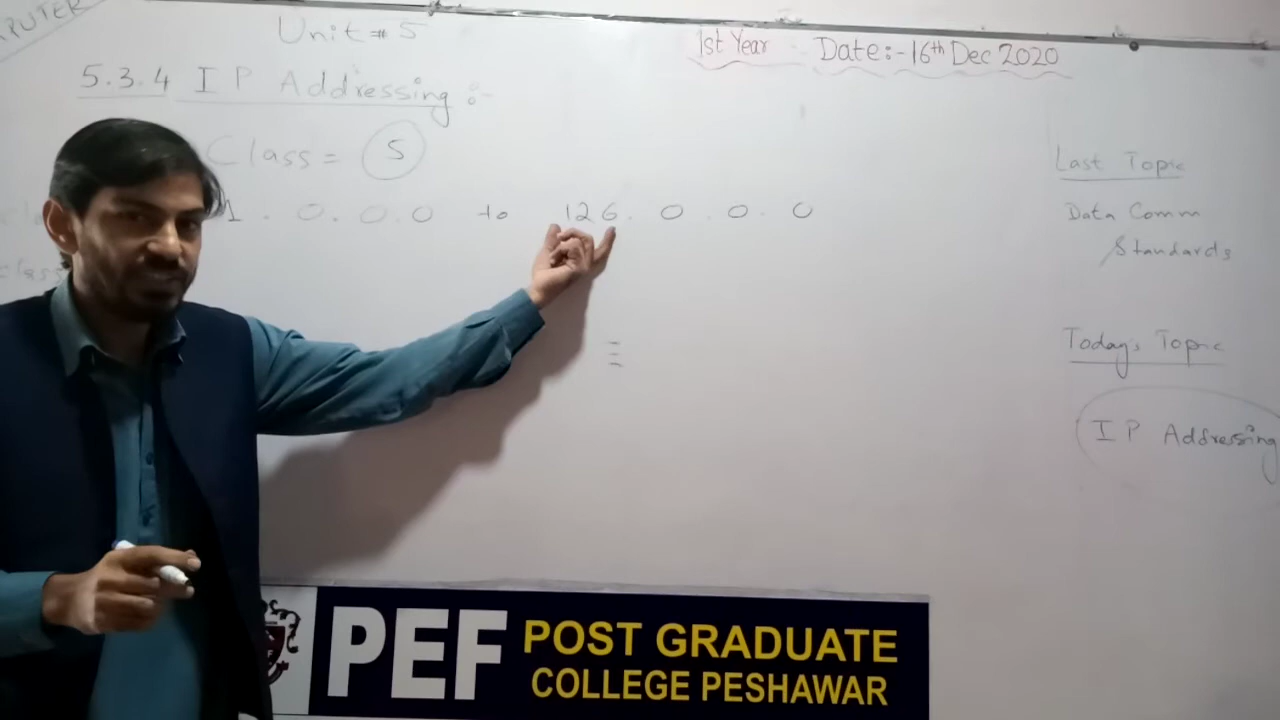 PUTER
Unit # 5
1st Year Date:- 16th Dec 2020
5.3.4 IP Addressing :-
Class = 5
1 . 0 . 0 . 0 to 126 . 0 . 0 . 0
class
Last Topic
Data Comm
Standards
Today's Topic
IP Addressing
PEF POST GRADUATE
COLLEGE PESHAWAR